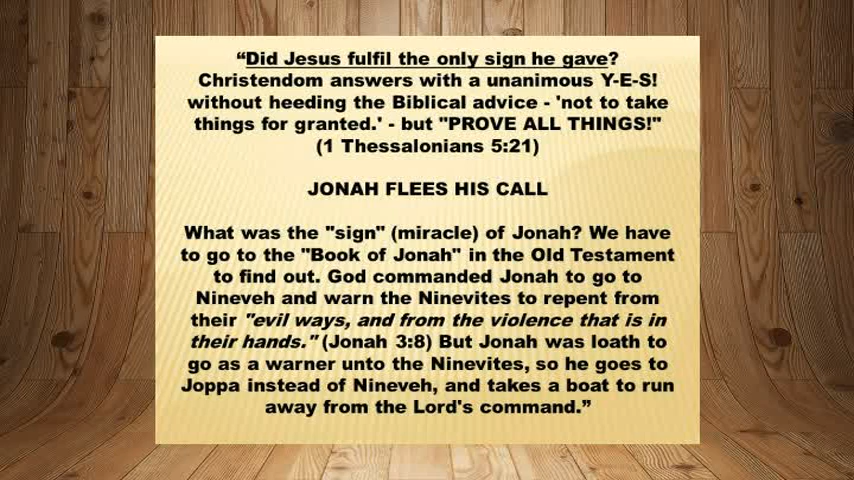 “Did Jesus fulfil the only sign he gave?
Christendom answers with a unanimous Y-E-S!
without heeding the Biblical advice - 'not to take
things for granted.' - but "PROVE ALL THINGS!"
(1 Thessalonians 5:21)
JONAH FLEES HIS CALL
What was the "sign" (miracle) of Jonah? We have
to go to the "Book of Jonah" in the Old Testament
to find out. God commanded Jonah to go to
Nineveh and warn the Ninevites to repent from
their "evil ways, and from the violence that is in
their hands." (Jonah 3:8) But Jonah was loath to
go as a warner unto the Ninevites, so he goes to
Joppa instead of Nineveh, and takes a boat to run
away from the Lord's command.”